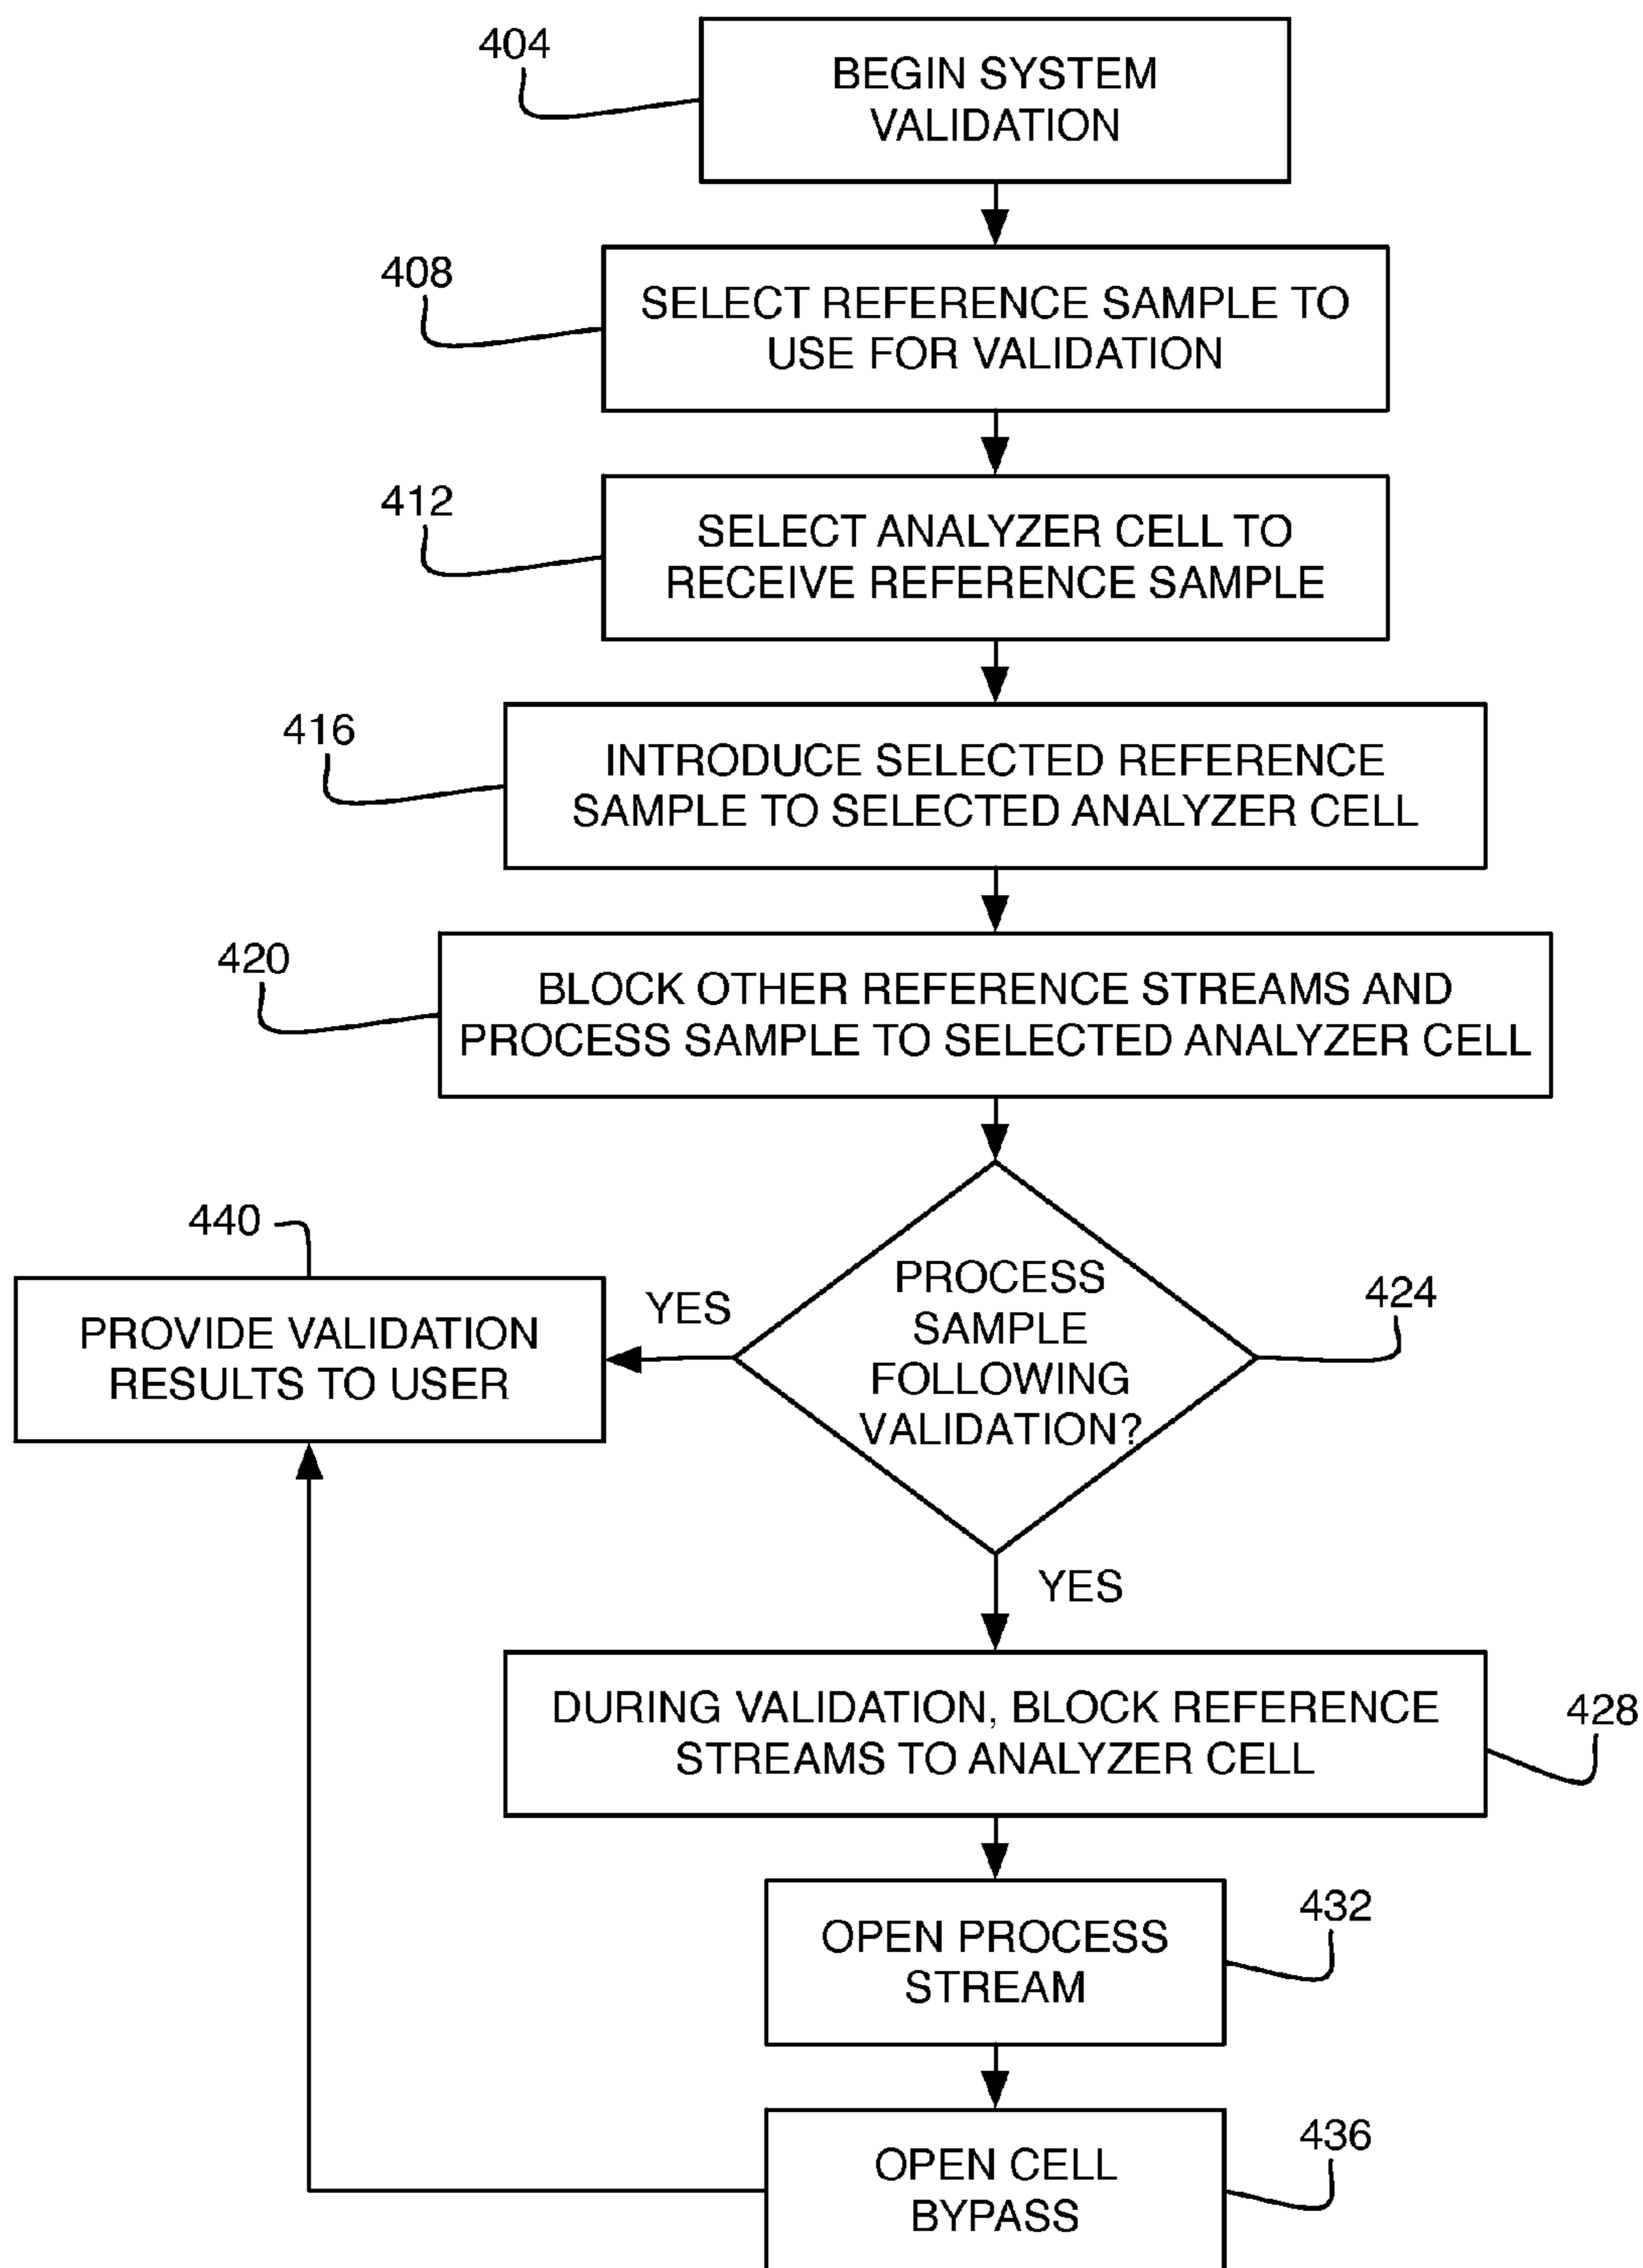 404
BEGIN SYSTEM
VALIDATION
408
SELECT REFERENCE SAMPLE TO
USE FOR VALIDATION
412
SELECT ANALYZER CELL TO
RECEIVE REFERENCE SAMPLE
416
INTRODUCE SELECTED REFERENCE
SAMPLE TO SELECTED ANALYZER CELL
420
BLOCK OTHER REFERENCE STREAMS AND
PROCESS SAMPLE TO SELECTED ANALYZER CELL
440
PROVIDE VALIDATION
RESULTS TO USER
YES
PROCESS
SAMPLE
FOLLOWING
VALIDATION?
424
YES
DURING VALIDATION, BLOCK REFERENCE
STREAMS TO ANALYZER CELL
428
OPEN PROCESS
STREAM
432
OPEN CELL
BYPASS
436